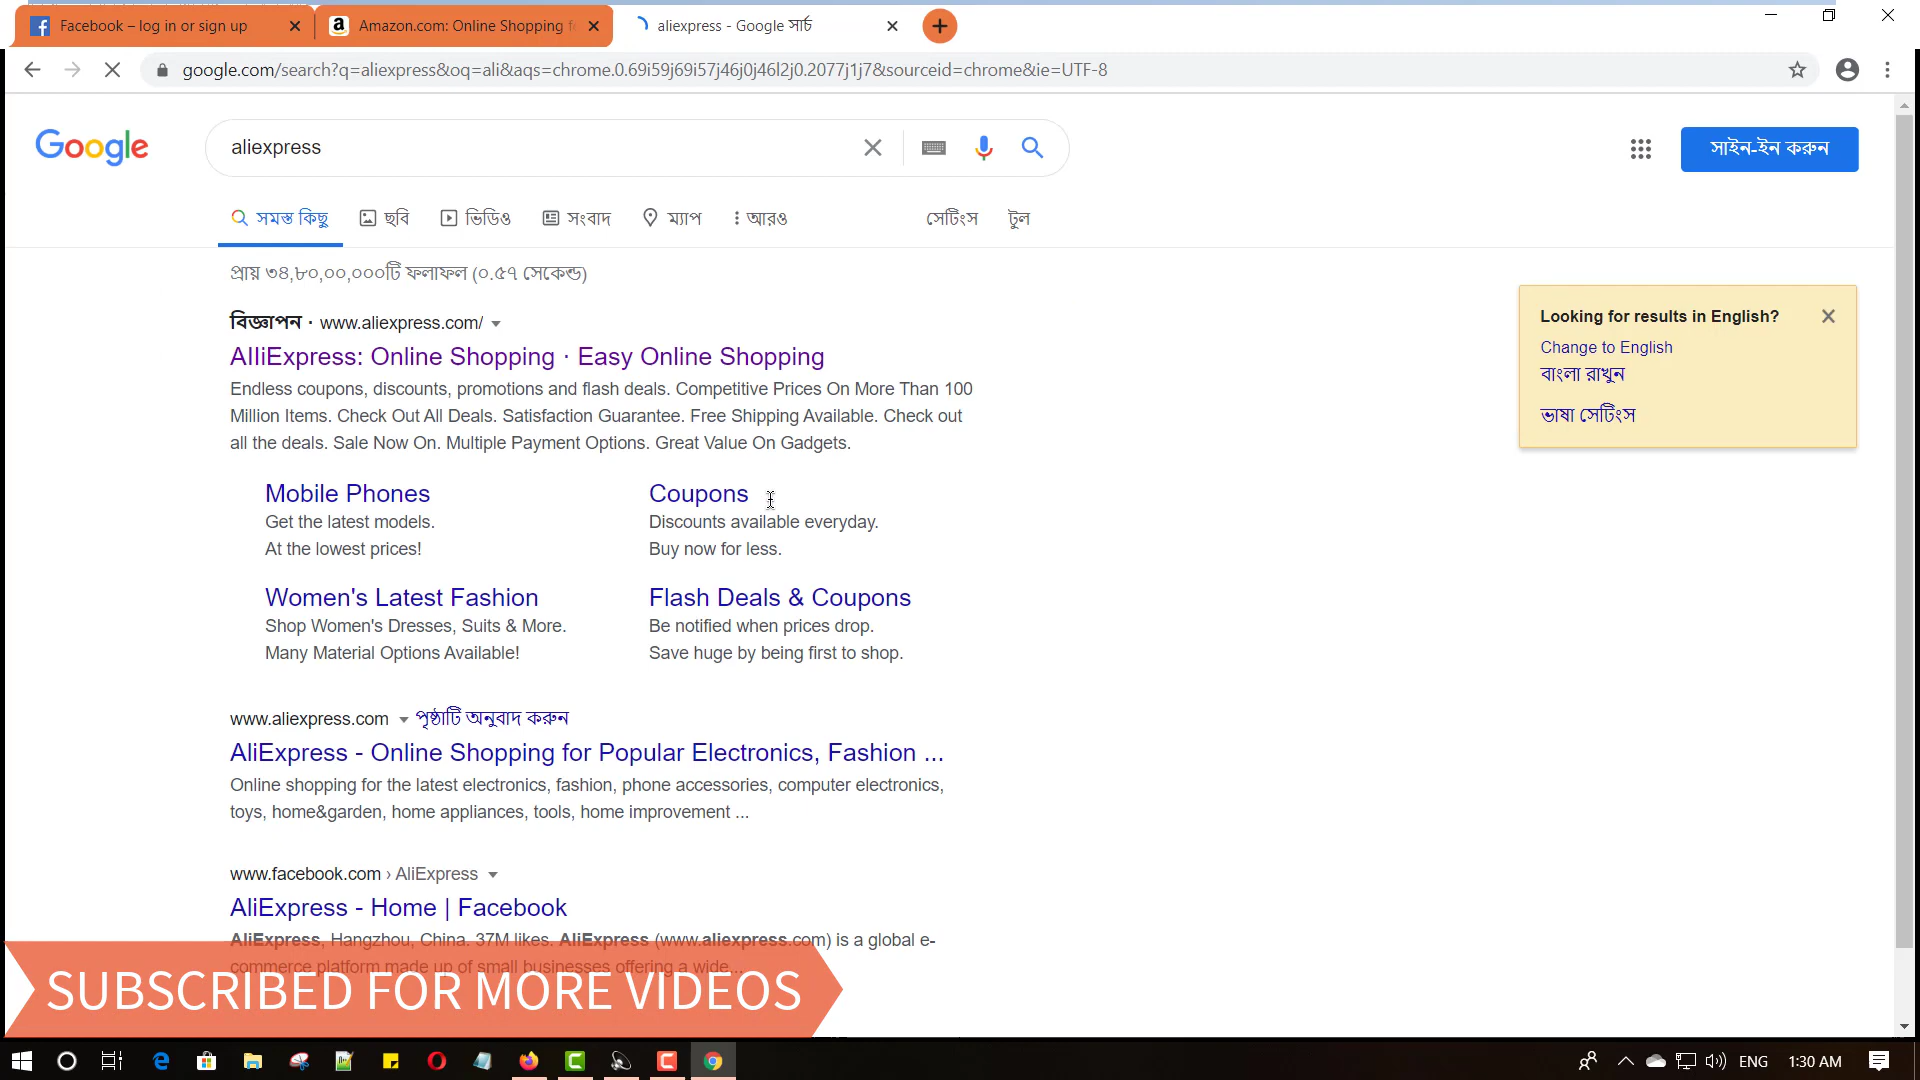 Facebook – log in or sign up
Amazon.com: Online Shopping f
aliexpress - Google সার্চ
google.com/search?q=aliexpress&oq=ali&aqs=chrome.0.69i59j69i57j46j0j46l2j0.2077j1j7&sourceid=chrome&ie=UTF-8
Google
aliexpress
সাইন-ইন করুন
সমস্ত কিছু ছবি ভিডিও সংবাদ ম্যাপ আরও সেটিংস টুল
প্রায় ৩৪,৮০,০০,০০০টি ফলাফল (০.৫৭ সেকেন্ড)
বিজ্ঞাপন · www.aliexpress.com/
AlliExpress: Online Shopping · Easy Online Shopping
Endless coupons, discounts, promotions and flash deals. Competitive Prices On More Than 100
Million Items. Check Out All Deals. Satisfaction Guarantee. Free Shipping Available. Check out
all the deals. Sale Now On. Multiple Payment Options. Great Value On Gadgets.
Mobile Phones
Get the latest models.
At the lowest prices!
Coupons
Discounts available everyday.
Buy now for less.
Women's Latest Fashion
Shop Women's Dresses, Suits & More.
Many Material Options Available!
Flash Deals & Coupons
Be notified when prices drop.
Save huge by being first to shop.
www.aliexpress.com পৃষ্ঠাটি অনুবাদ করুন
AliExpress - Online Shopping for Popular Electronics, Fashion ...
Online shopping for the latest electronics, fashion, phone accessories, computer electronics,
toys, home&garden, home appliances, tools, home improvement ...
www.facebook.com › AliExpress
AliExpress - Home | Facebook
AliExpress, Hangzhou, China. 37M likes. AliExpress (www.aliexpress.com) is a global e-
commerce platform made up of small businesses offering a wide...
Looking for results in English?
Change to English
বাংলা রাখুন
ভাষা সেটিংস
SUBSCRIBED FOR MORE VIDEOS
ENG
1:30 AM